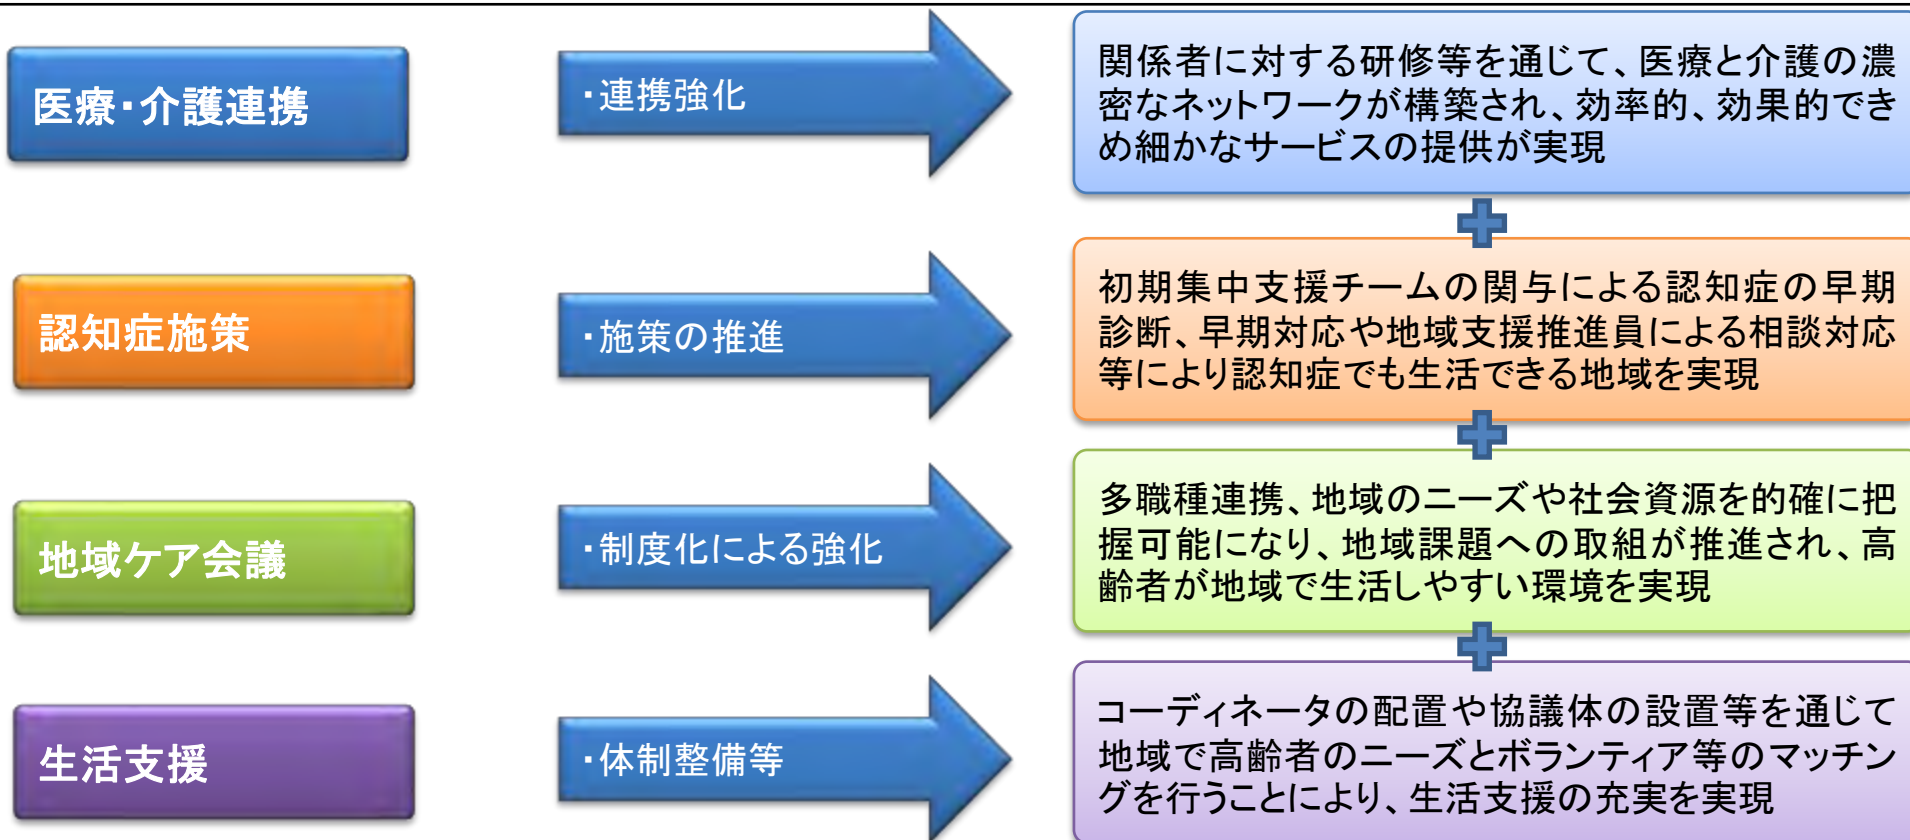 医療・介護連携
・連携強化
関係者に対する研修等を通じて、医療と介護の濃
密なネットワークが構築され、効率的、効果的でき
め細かなサービスの提供が実現
認知症施策
・施策の推進
初期集中支援チームの関与による認知症の早期
診断、早期対応や地域支援推進員による相談対応
等により認知症でも生活できる地域を実現
地域ケア会議
・制度化による強化
多職種連携、地域のニーズや社会資源を的確に把
握可能になり、地域課題への取組が推進され、高
齢者が地域で生活しやすい環境を実現
生活支援
・体制整備等
コーディネータの配置や協議体の設置等を通じて
地域で高齢者のニーズとボランティア等のマッチン
グを行うことにより、生活支援の充実を実現